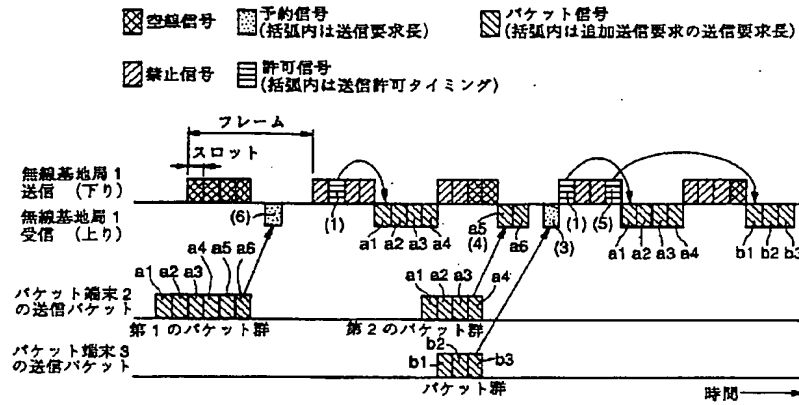 空線信号
予約信号
(括弧内は送信要求長)
パケット信号
(括弧内は追加送信要求の送信要求長)
禁止信号
許可信号
(括弧内は送信許可タイミング)
フレーム
スロット
無線基地局1
送信 (下り)
無線基地局1
受信 (上り)
(6)
(1)
a1 a2 a3 a4
a5
(4)
a6
(3)
(1)
(5)
a1 a2 a3 a4
b1 b2 b3
a1 a2 a3 a4 a5 a6
a1 a2 a3 a4
パケット端末2
の送信パケット
第1のパケット群
第2のパケット群
パケット端末3
の送信パケット
b1 b2 b3
パケット群
時間